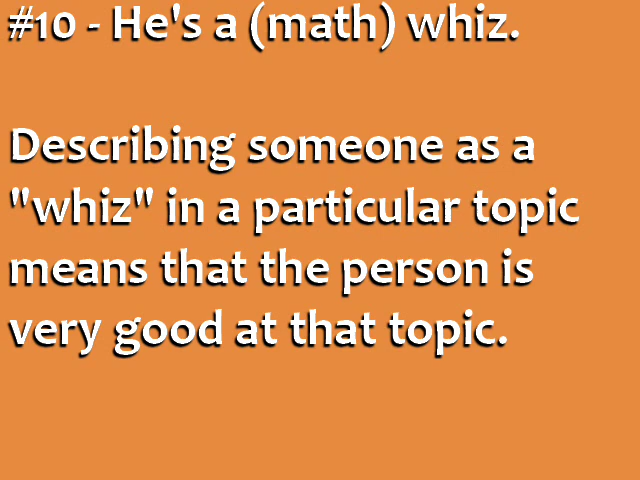 #10 - He's a (math) whiz.
Describing someone as a
"whiz" in a particular topic
means that the person is
very good at that topic.